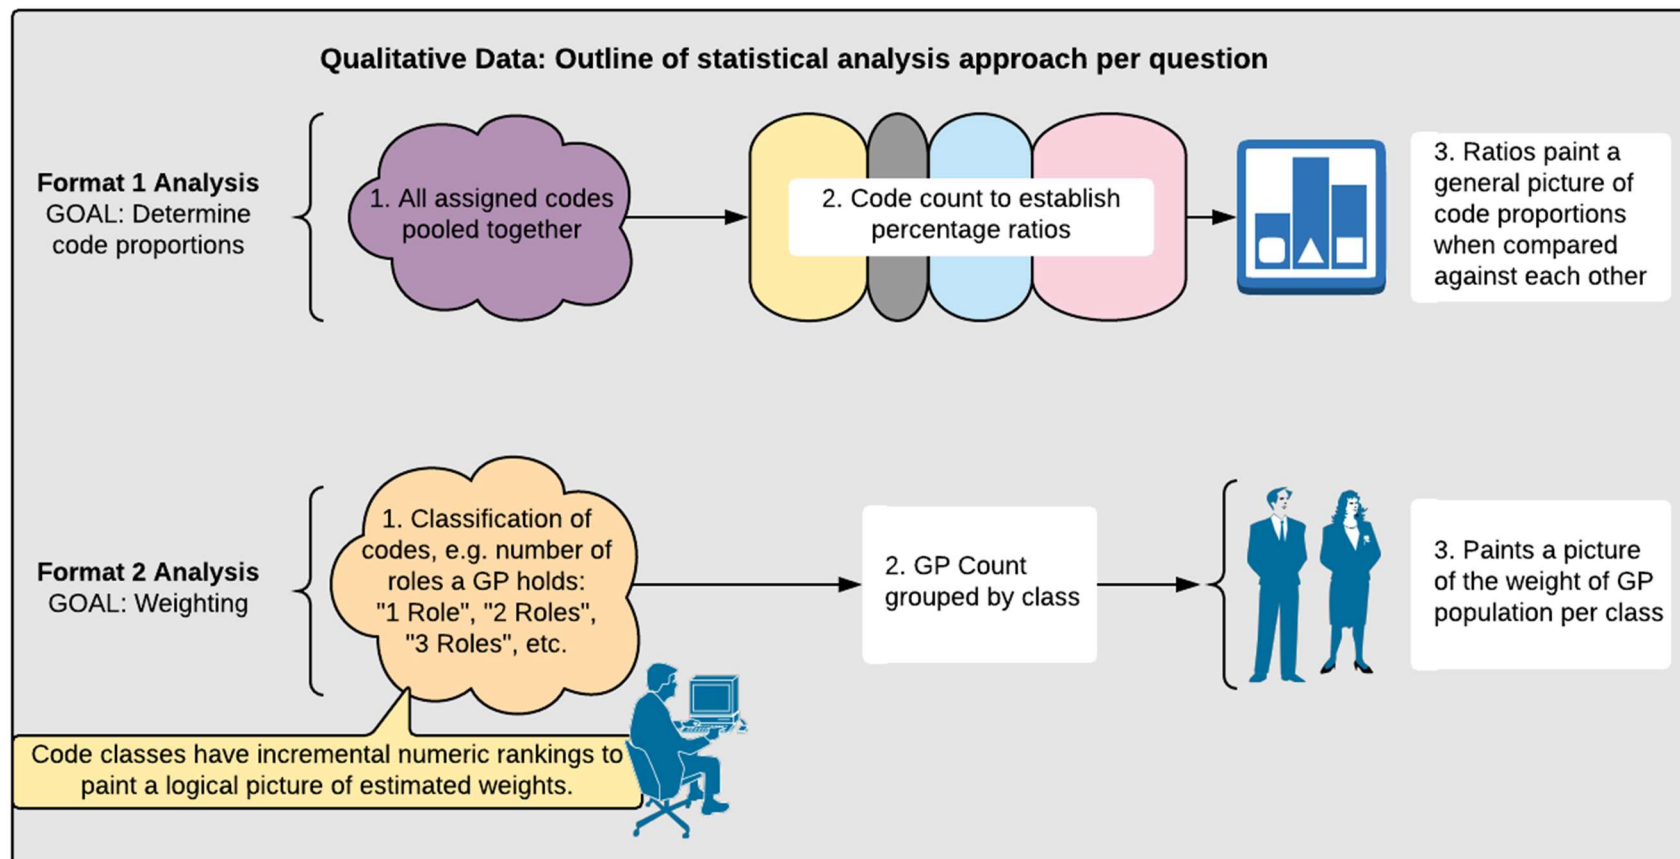 Qualitative Data: Outline of statistical analysis approach per question
Format 1 Analysis
GOAL: Determine
code proportions
1. All assigned codes
pooled together
2. Code count to establish
percentage ratios
3. Ratios paint a
general picture of
code proportions
when compared
against each other
Format 2 Analysis
GOAL: Weighting
1. Classification of
codes, e.g. number of
roles a GP holds:
"1 Role", "2 Roles",
"3 Roles", etc.
2. GP Count
grouped by class
3. Paints a picture
of the weight of GP
population per class
Code classes have incremental numeric rankings to
paint a logical picture of estimated weights.